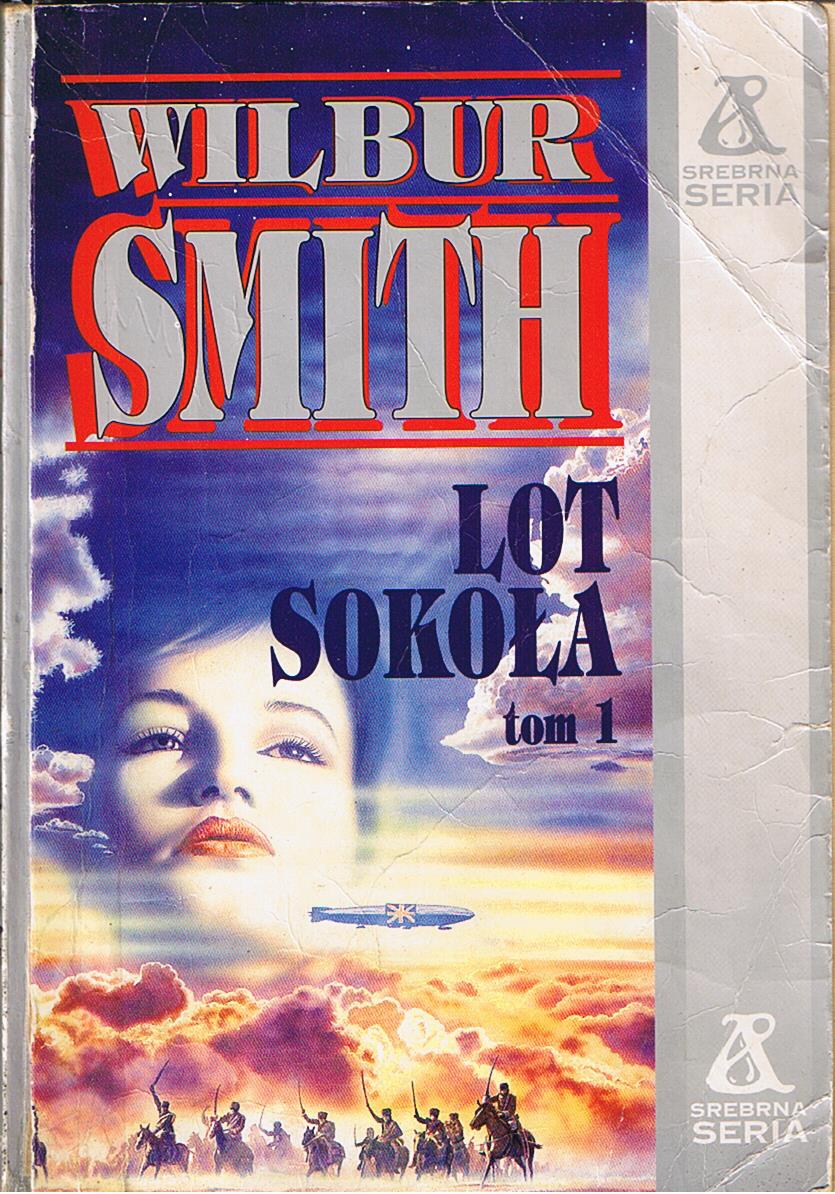 WILBUR
SMITH
LOT
SOKOŁA
tom 1
SREBRNA
SERIA
SREBRNA
SERIA